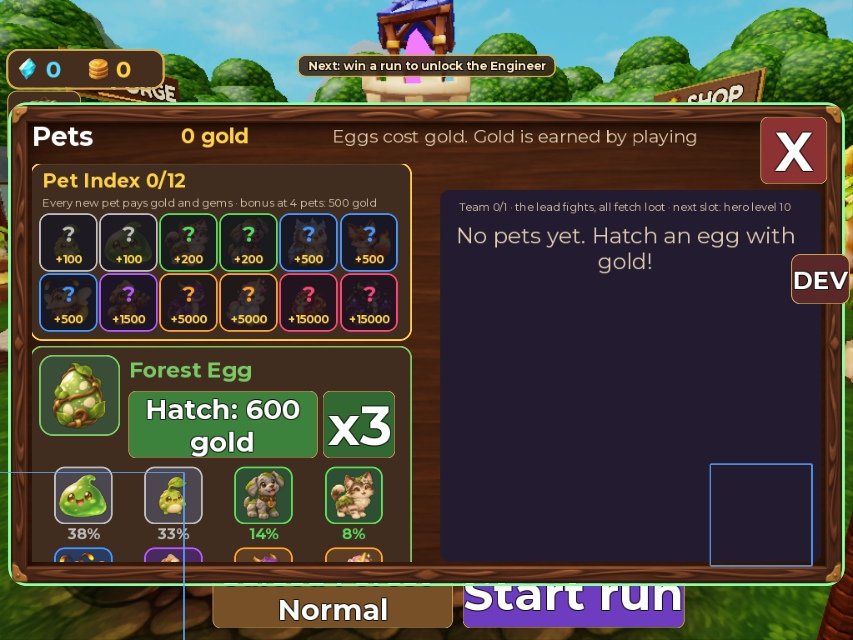 0 0
Next: win a run to unlock the Engineer
SHOP
Pets
0 gold
Eggs cost gold. Gold is earned by playing
X
Pet Index 0/12
Every new pet pays gold and gems · bonus at 4 pets: 500 gold
? ? ? ? ? ?
+100 +100 +200 +200 +500 +500
? ? ? ? ? ?
+500 +1500 +5000 +5000 +15000 +15000
Team 0/1 · the lead fights, all fetch loot · next slot: hero level 10
No pets yet. Hatch an egg with
gold!
DEV
Forest Egg
Hatch: 600
gold
x3
38% 33% 14% 8%
Normal
Start run